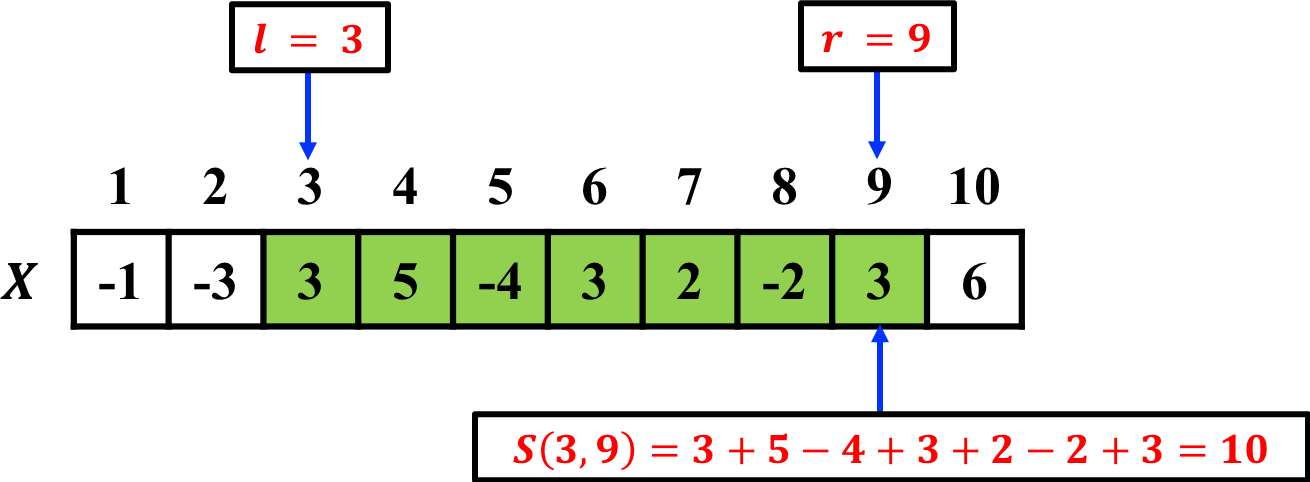 l = 3
r = 9
1 2 3 4 5 6 7 8 9 10
X -1 -3 3 5 -4 3 2 -2 3 6
S(3, 9) = 3 + 5 − 4 + 3 + 2 − 2 + 3 = 10